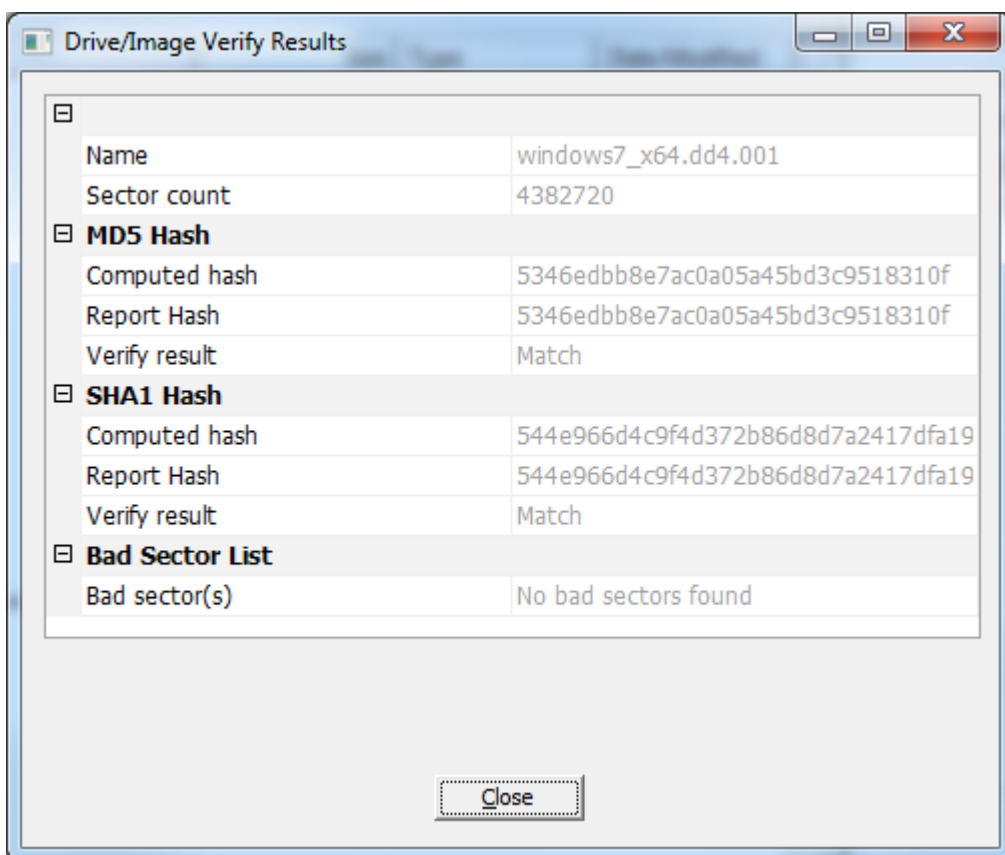 Drive/Image Verify Results
Name windows7_x64.dd4.001
Sector count 4382720
MD5 Hash
Computed hash 5346edbb8e7ac0a05a45bd3c9518310f
Report Hash 5346edbb8e7ac0a05a45bd3c9518310f
Verify result Match
SHA1 Hash
Computed hash 544e966d4c9f4d372b86d8d7a2417dfa19
Report Hash 544e966d4c9f4d372b86d8d7a2417dfa19
Verify result Match
Bad Sector List
Bad sector(s) No bad sectors found
Close